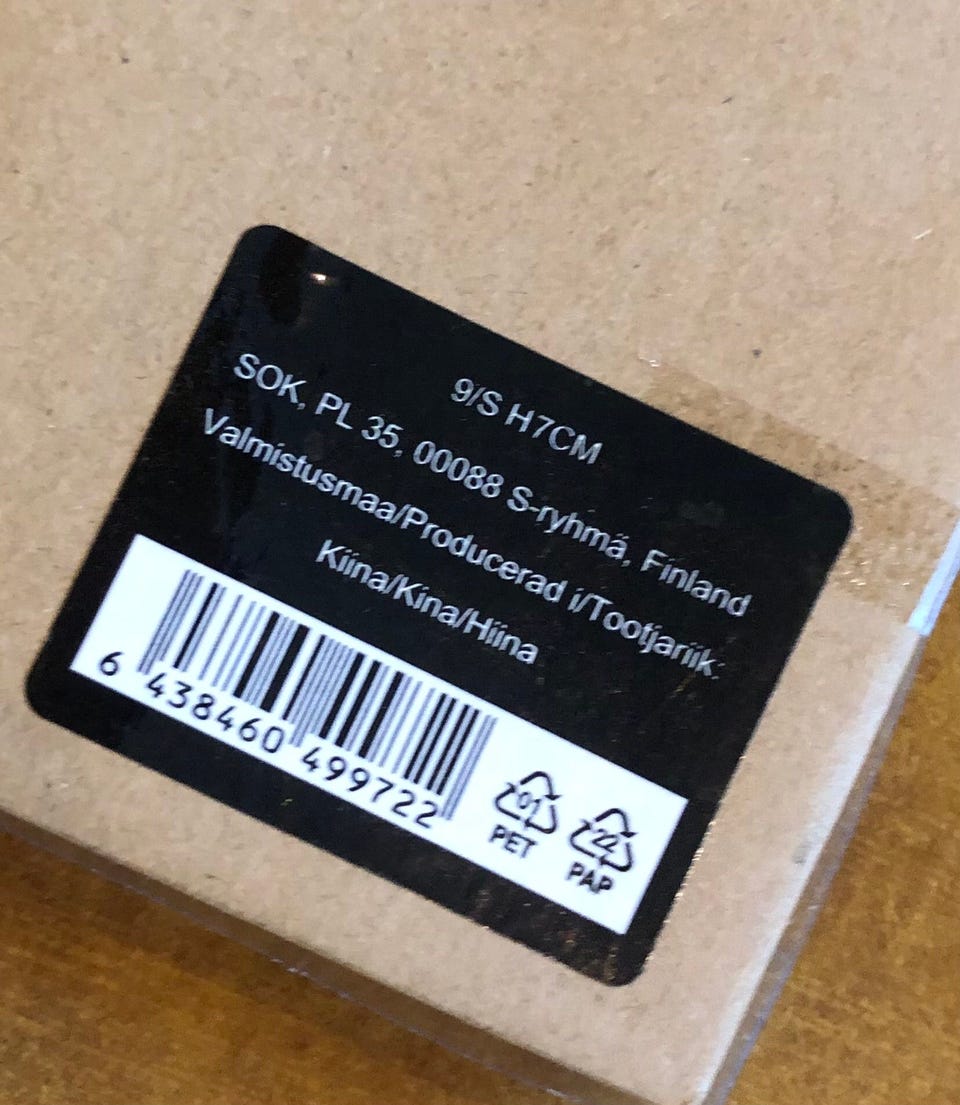 9/S H7CM
SOK, PL 35, 00088 S-ryhmä, Finland
Valmistusmaa/Producerad i/Tootjariik:
Kiina/Kina/Hiina
6 438460 499722
01
PET
22
PAP